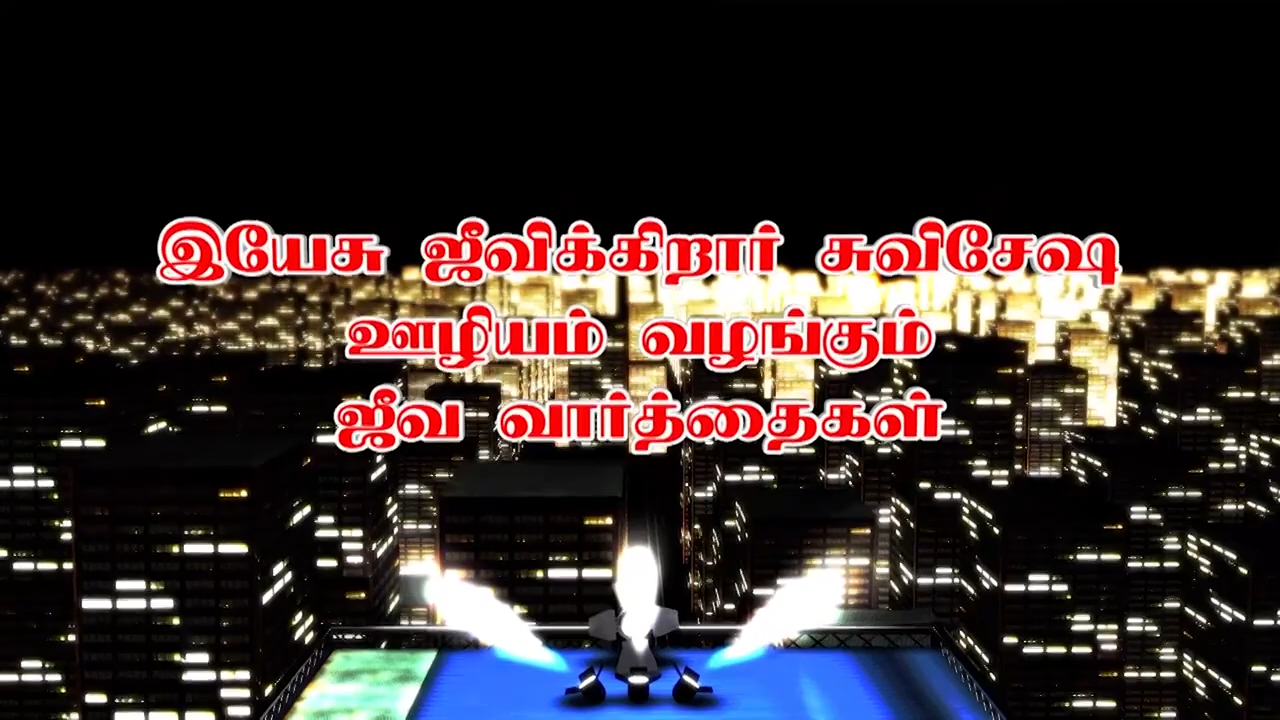 இயேசு ஜீவிக்கிறார் சுவிசேஷ
ஊழியம் வழங்கும்
ஜீவ வார்த்தைகள்